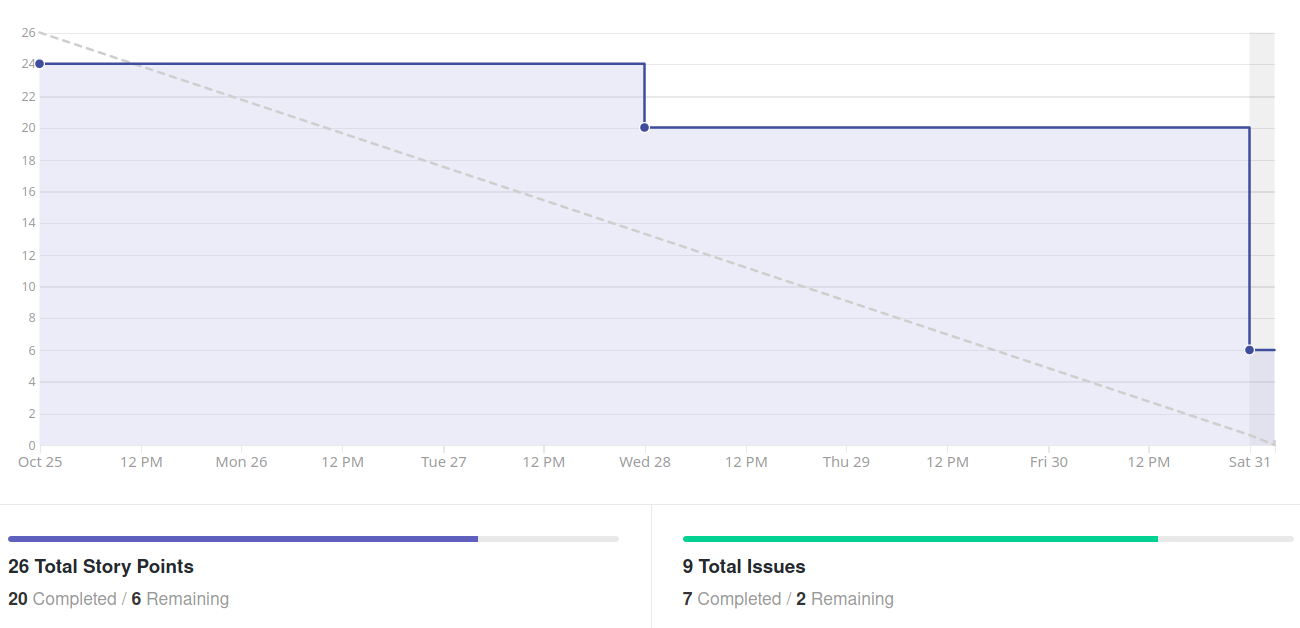 26
24
22
20
18
16
14
12
10
8
6
4
2
0
Oct 25 12 PM Mon 26 12 PM Tue 27 12 PM Wed 28 12 PM Thu 29 12 PM Fri 30 12 PM Sat 31
26 Total Story Points
20 Completed / 6 Remaining
9 Total Issues
7 Completed / 2 Remaining